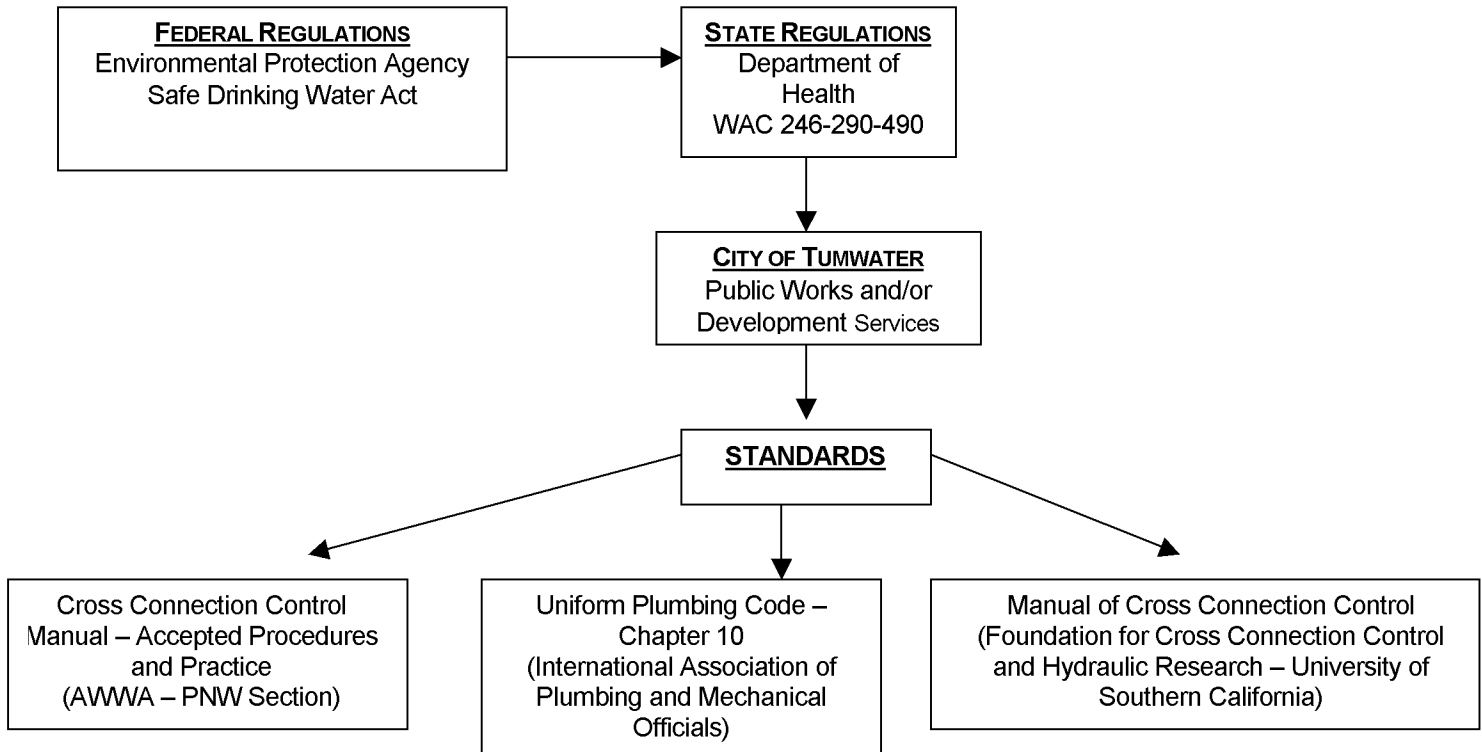 FEDERAL REGULATIONS
Environmental Protection Agency
Safe Drinking Water Act
STATE REGULATIONS
Department of
Health
WAC 246-290-490
CITY OF TUMWATER
Public Works and/or
Development Services
STANDARDS
Cross Connection Control
Manual – Accepted Procedures
and Practice
(AWWA – PNW Section)
Uniform Plumbing Code –
Chapter 10
(International Association of
Plumbing and Mechanical
Officials)
Manual of Cross Connection Control
(Foundation for Cross Connection Control
and Hydraulic Research – University of
Southern California)